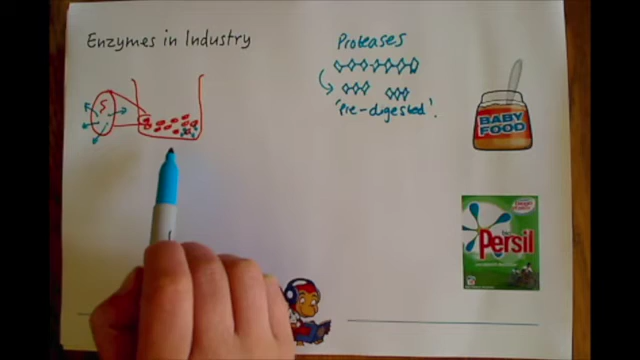 Enzymes in Industry
Proteases
'Pre-digested'.
BABY
FOOD
Persil